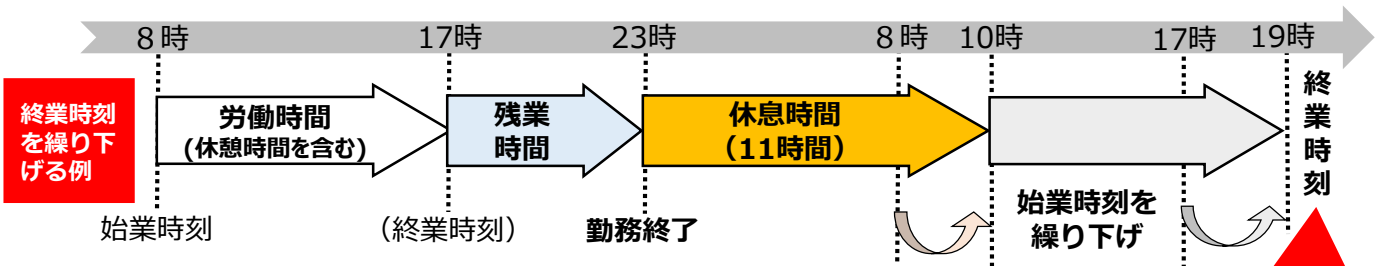 8時 17時 23時 8時 10時 17時 19時
終業時刻
を繰り下
げる例
労働時間
(休憩時間を含む)
残業
時間
休息時間
（11時間）
終業時刻
始業時刻
（終業時刻）
勤務終了
始業時刻を
繰り下げ